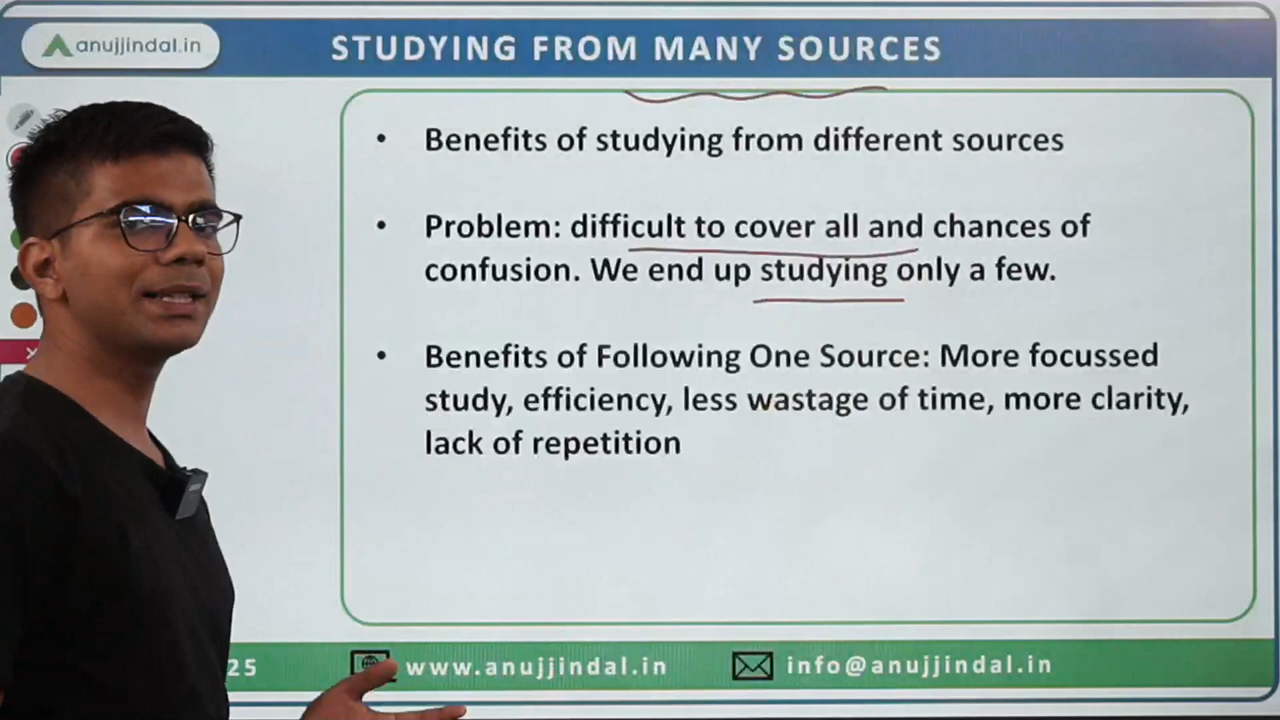 anujjindal.in
STUDYING FROM MANY SOURCES
• Benefits of studying from different sources
• Problem: difficult to cover all and chances of
confusion. We end up studying only a few.
• Benefits of Following One Source: More focussed
study, efficiency, less wastage of time, more clarity,
lack of repetition
25
www.anujjindal.in
info@anujjindal.in